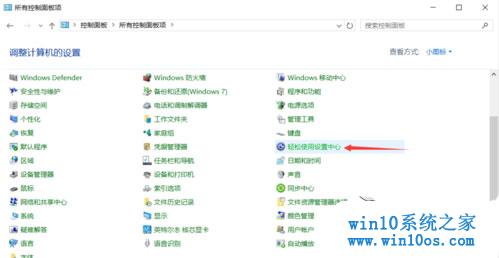 所有控制面板项
控制面板 > 所有控制面板项
搜索控制面板
调整计算机的设置
查看方式: 小图标
Windows Defender
Windows 防火墙
Windows 移动中心
安全性与维护
备份和还原(Windows 7)
程序和功能
存储空间
电话和调制解调器
电源选项
个性化
工作文件夹
管理工具
恢复
家庭组
键盘
默认程序
凭据管理器
轻松使用设置中心
区域
任务栏和导航
日期和时间
设备管理器
设备和打印机
声音
鼠标
索引选项
同步中心
网络和共享中心
文件历史记录
文件资源管理器
系统
显示
颜色管理
疑难解答
英特尔® 核芯显卡
用户帐户
语言
语音识别
自动播放
字体
win10系统之家
www.win10os.com